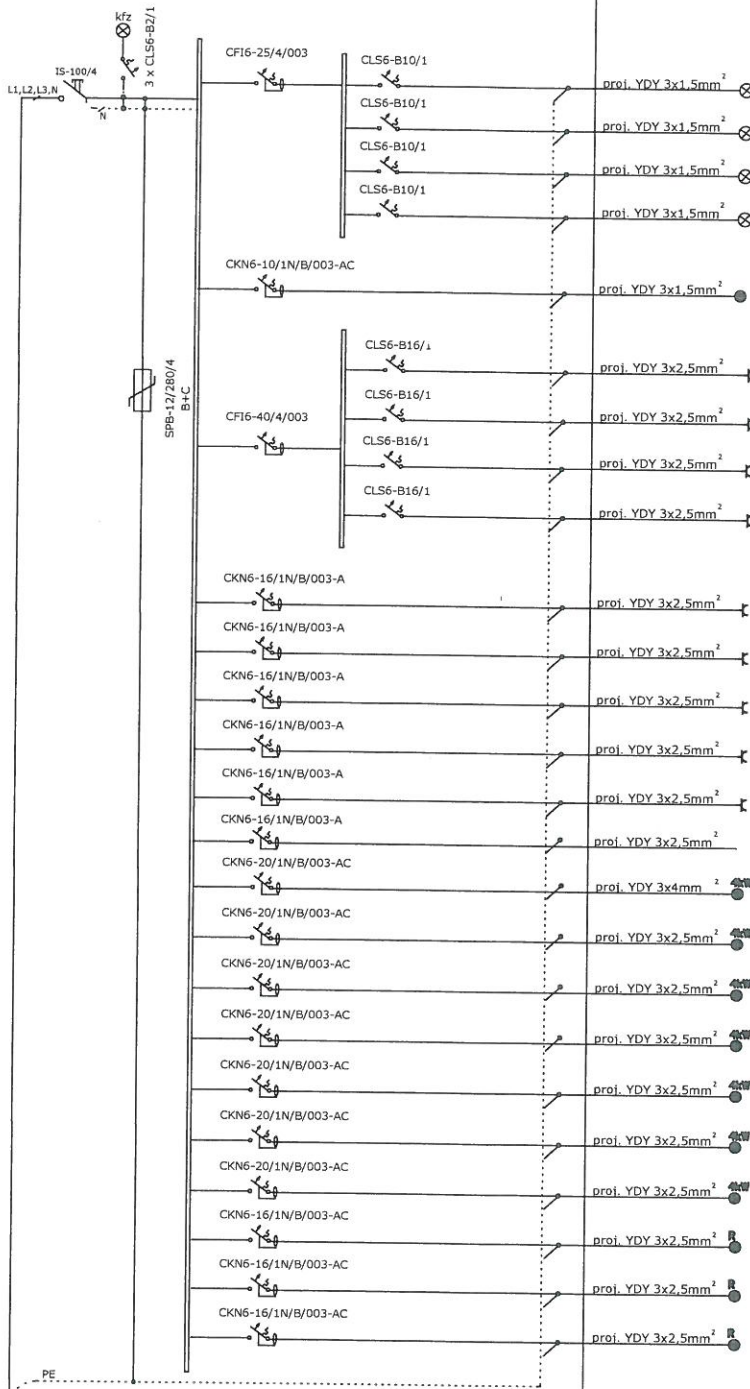 kfz
3 x CLS6-B2/1
IS-100/4
L1,L2,L3,N
N
CFI6-25/4/003
CLS6-B10/1
proj. YDY 3x1,5mm²
CLS6-B10/1
proj. YDY 3x1,5mm²
CLS6-B10/1
proj. YDY 3x1,5mm²
CLS6-B10/1
proj. YDY 3x1,5mm²
CKN6-10/1N/B/003-AC
proj. YDY 3x1,5mm²
SPB-12/280/4
B+C
CLS6-B16/1
proj. YDY 3x2,5mm²
CLS6-B16/1
proj. YDY 3x2,5mm²
CFI6-40/4/003
CLS6-B16/1
proj. YDY 3x2,5mm²
CLS6-B16/1
proj. YDY 3x2,5mm²
CKN6-16/1N/B/003-A
proj. YDY 3x2,5mm²
CKN6-16/1N/B/003-A
proj. YDY 3x2,5mm²
CKN6-16/1N/B/003-A
proj. YDY 3x2,5mm²
CKN6-16/1N/B/003-A
proj. YDY 3x2,5mm²
CKN6-16/1N/B/003-A
proj. YDY 3x2,5mm²
CKN6-16/1N/B/003-A
proj. YDY 3x2,5mm²
CKN6-20/1N/B/003-AC
proj. YDY 3x4mm ² 4kW
CKN6-20/1N/B/003-AC
proj. YDY 3x2,5mm² 4kW
CKN6-20/1N/B/003-AC
proj. YDY 3x2,5mm² 4kW
CKN6-20/1N/B/003-AC
proj. YDY 3x2,5mm² 4kW
CKN6-20/1N/B/003-AC
proj. YDY 3x2,5mm² 4kW
CKN6-20/1N/B/003-AC
proj. YDY 3x2,5mm² 4kW
CKN6-20/1N/B/003-AC
proj. YDY 3x2,5mm² 4kW
CKN6-16/1N/B/003-AC
proj. YDY 3x2,5mm² R
CKN6-16/1N/B/003-AC
proj. YDY 3x2,5mm² R
CKN6-16/1N/B/003-AC
proj. YDY 3x2,5mm² R
PE